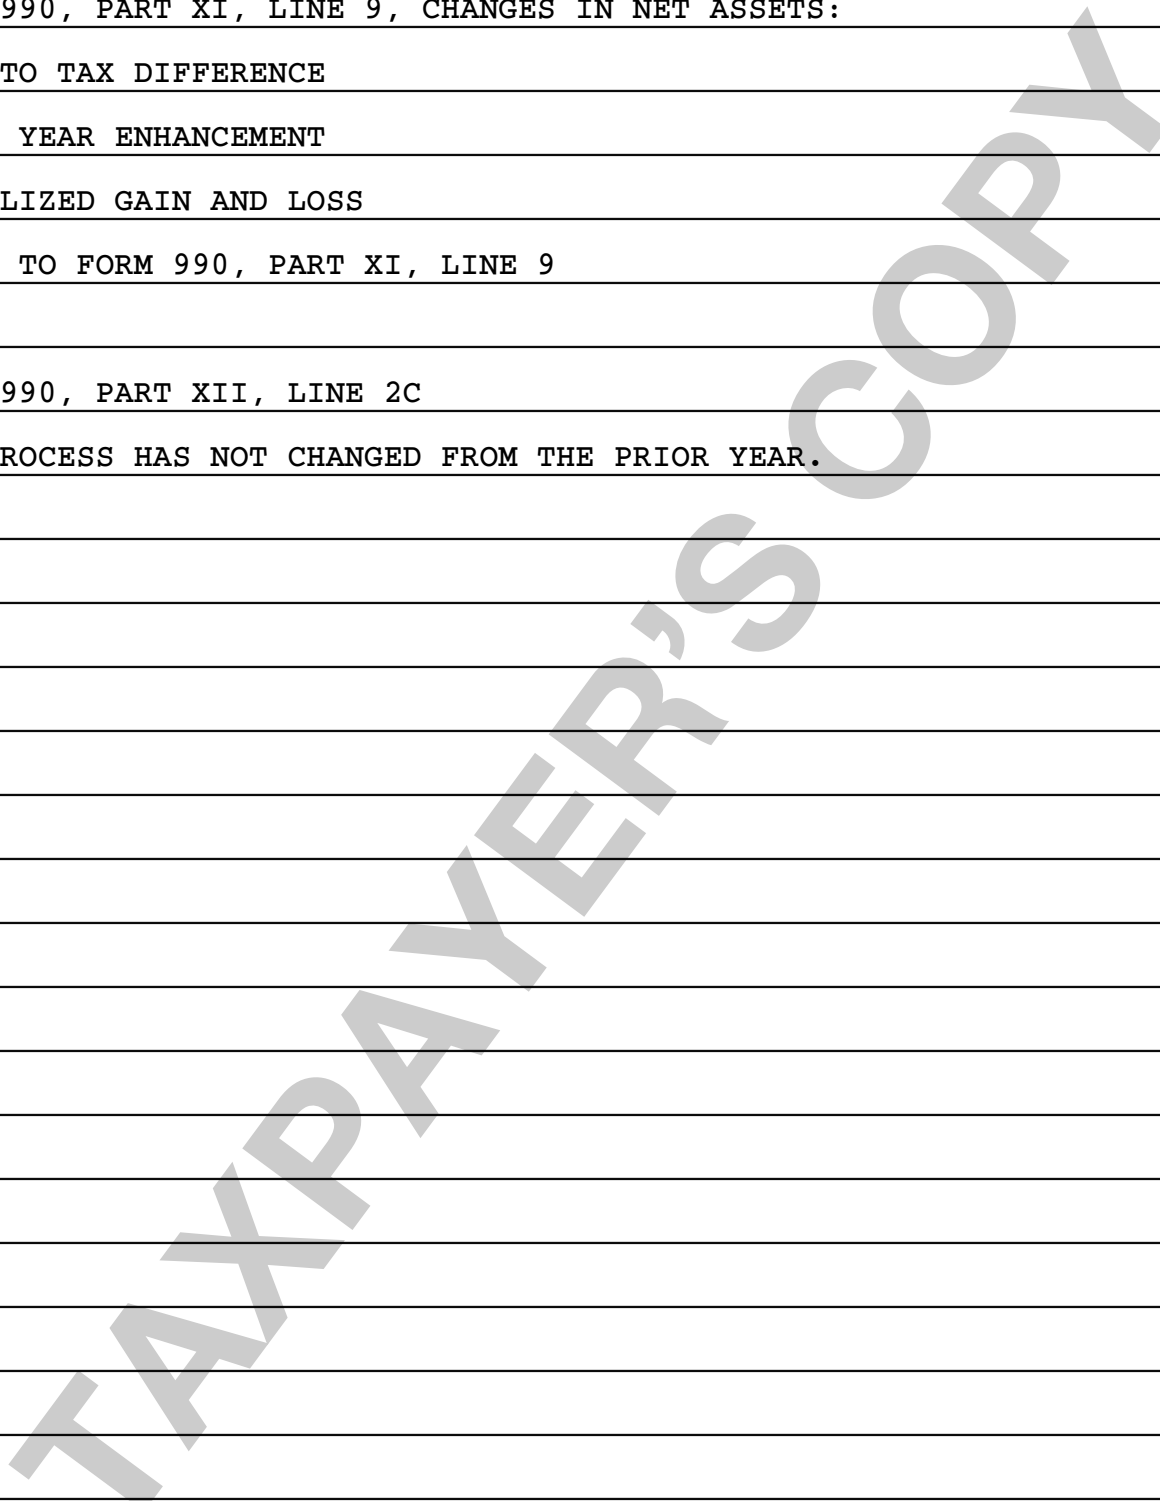 990, PART XI, LINE 9, CHANGES IN NET ASSETS:
TO TAX DIFFERENCE
YEAR ENHANCEMENT
LIZED GAIN AND LOSS
TO FORM 990, PART XI, LINE 9
990, PART XII, LINE 2C
ROCESS HAS NOT CHANGED FROM THE PRIOR YEAR.
TAXPAYER’S COPY